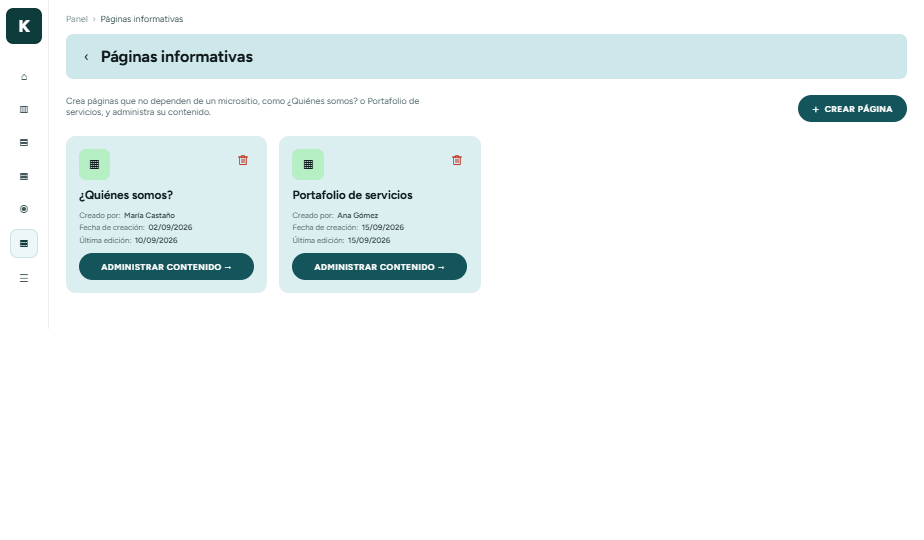 K
Panel › Páginas informativas
‹ Páginas informativas
Crea páginas que no dependen de un micrositio, como ¿Quiénes somos? o Portafolio de
servicios, y administra su contenido.
+ CREAR PÁGINA
¿Quiénes somos?
Creado por: María Castaño
Fecha de creación: 02/09/2026
Última edición: 10/09/2026
ADMINISTRAR CONTENIDO →
Portafolio de servicios
Creado por: Ana Gómez
Fecha de creación: 15/09/2026
Última edición: 15/09/2026
ADMINISTRAR CONTENIDO →